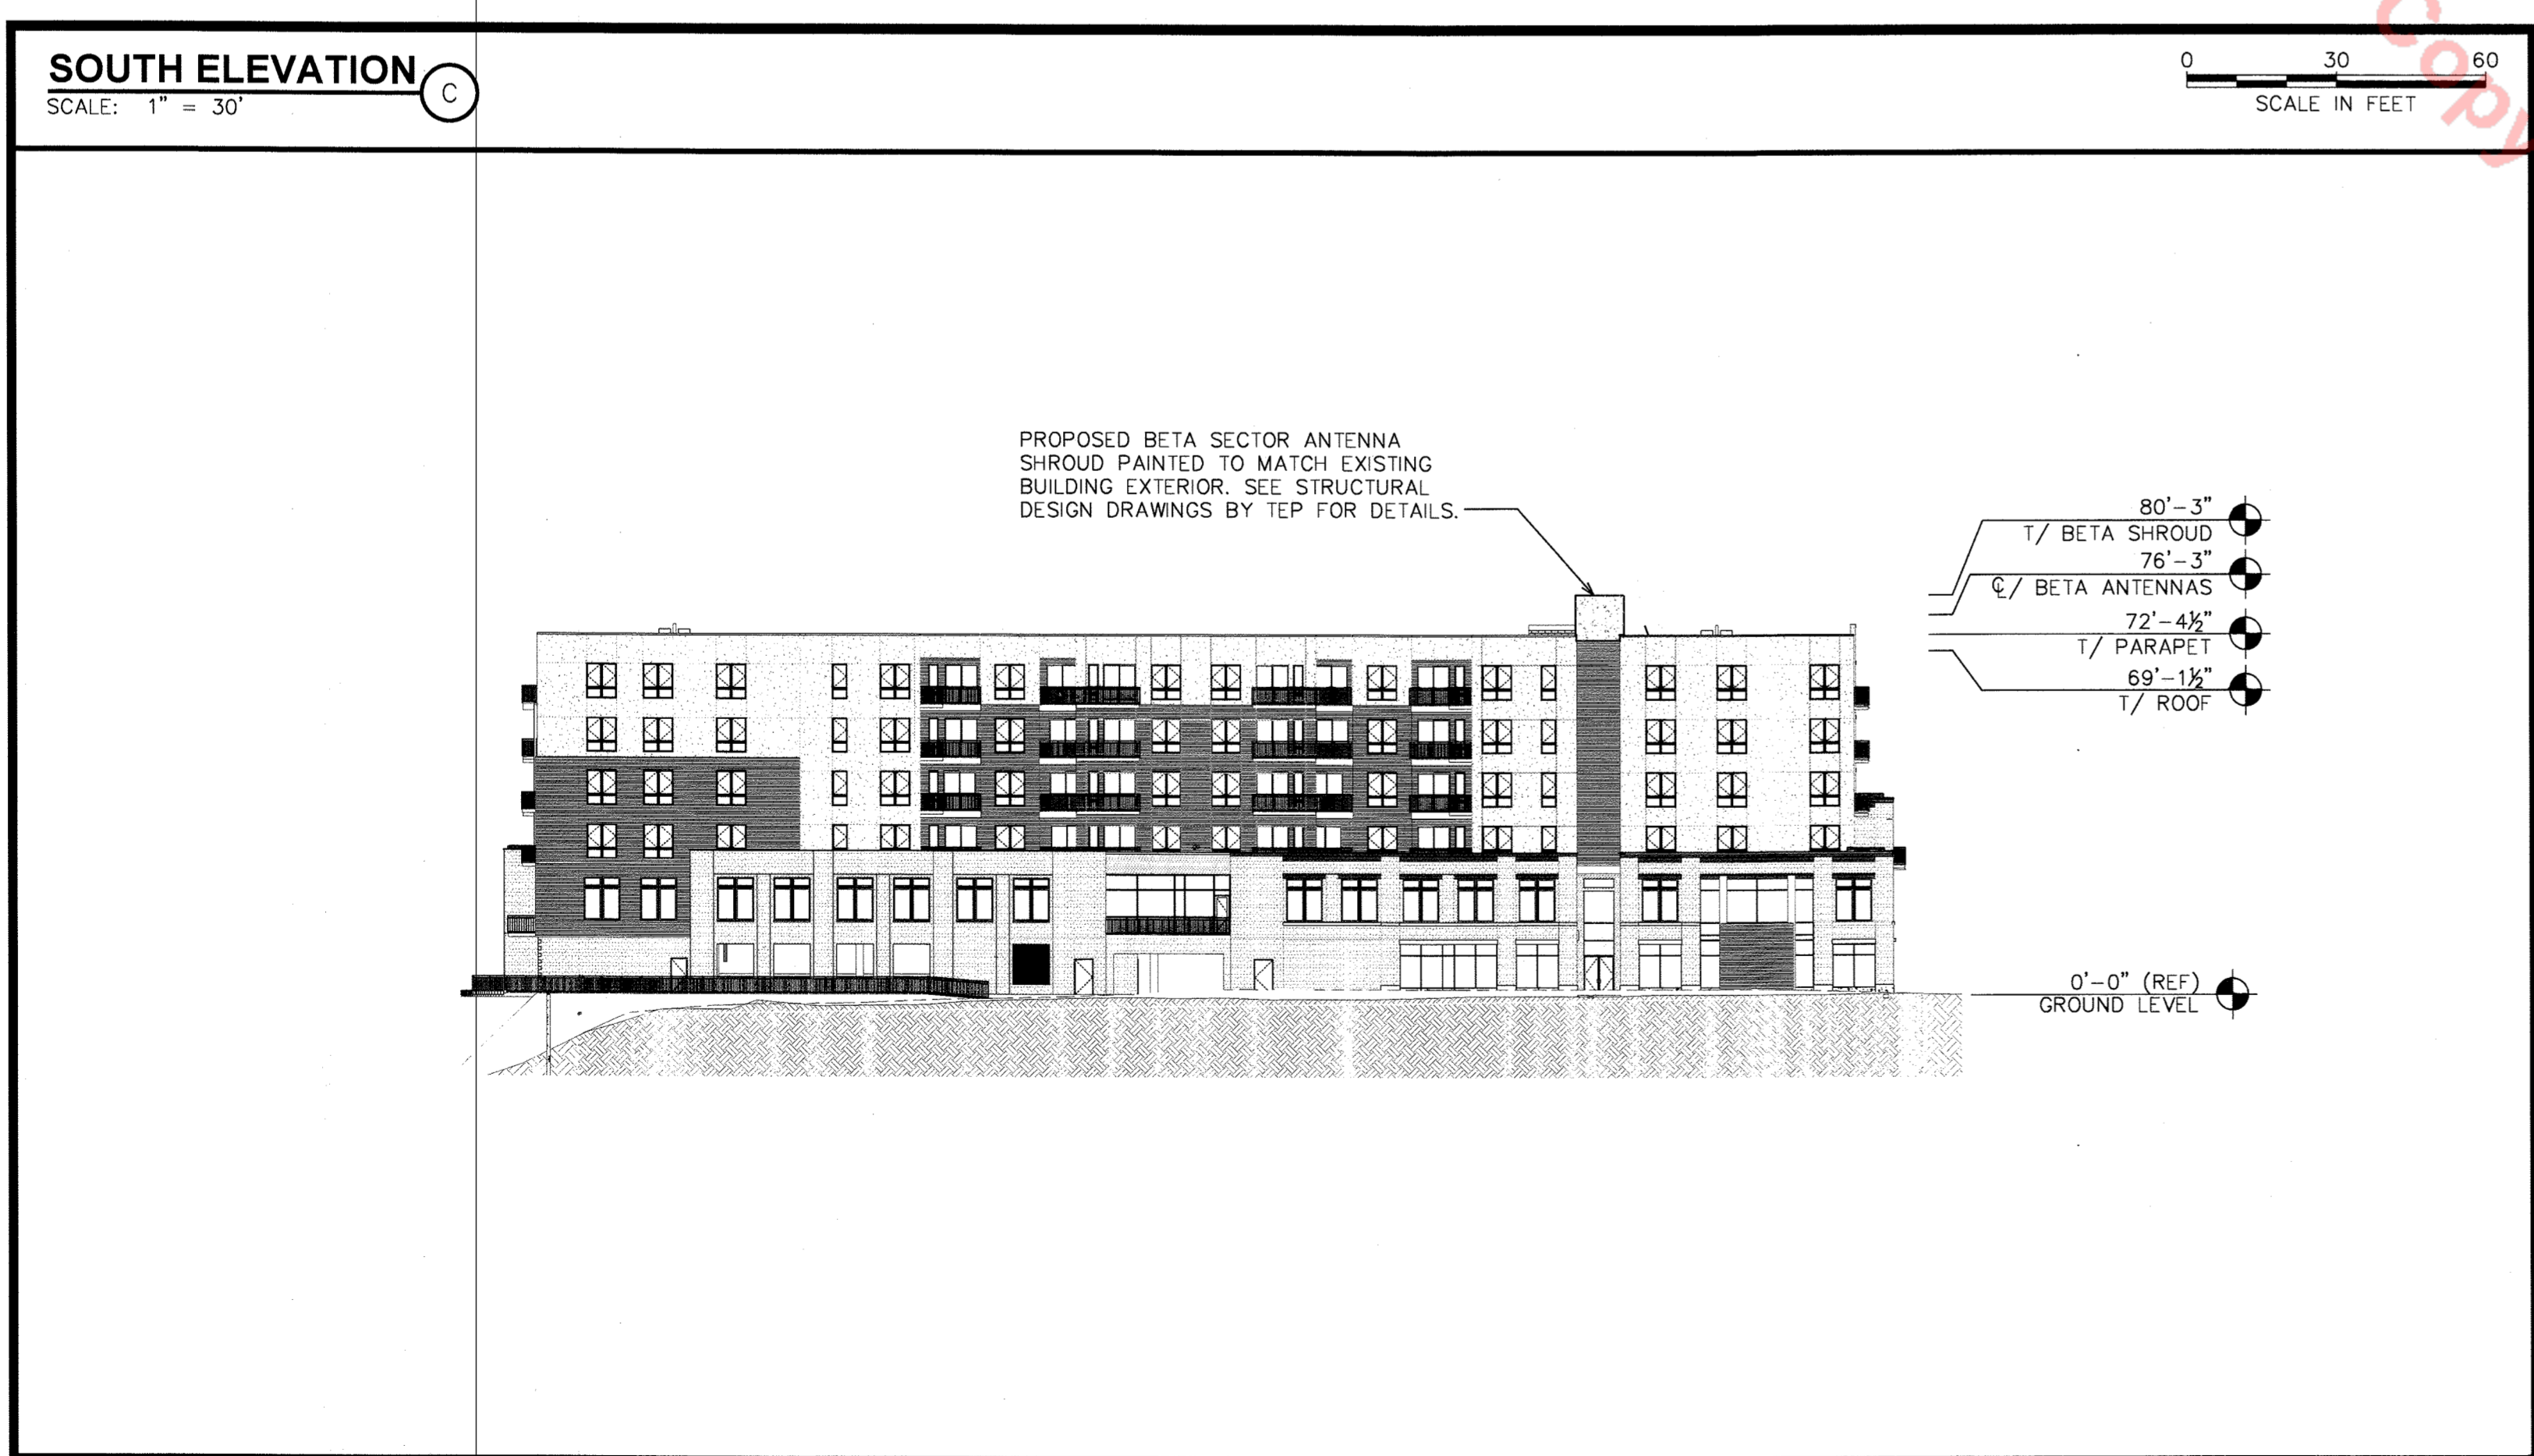 SOUTH ELEVATION
C
SCALE: 1" = 30'
0 30 60
SCALE IN FEET
Copy
PROPOSED BETA SECTOR ANTENNA
SHROUD PAINTED TO MATCH EXISTING
BUILDING EXTERIOR. SEE STRUCTURAL
DESIGN DRAWINGS BY TEP FOR DETAILS.
80'-3"
T/ BETA SHROUD
76'-3"
℄/ BETA ANTENNAS
72'-4½"
T/ PARAPET
69'-1½"
T/ ROOF
0'-0" (REF)
GROUND LEVEL